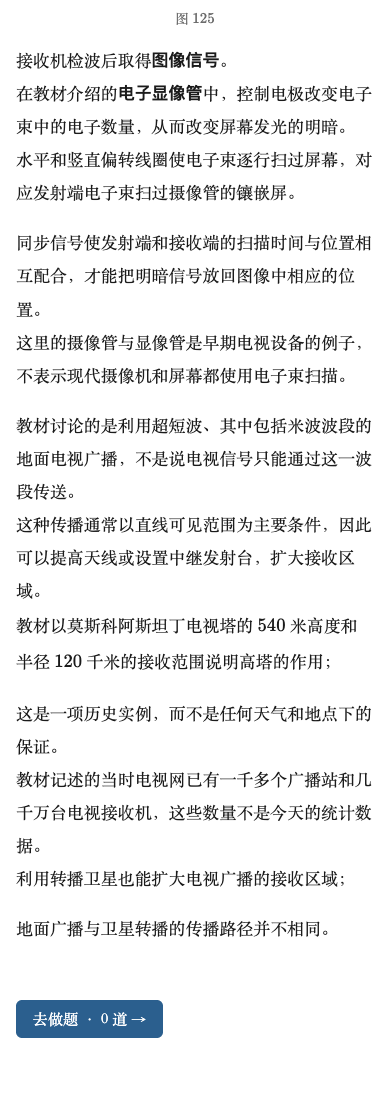 图 125
接收机检波后取得图像信号。
在教材介绍的电子显像管中，控制电极改变电子
束中的电子数量，从而改变屏幕发光的明暗。
水平和竖直偏转线圈使电子束逐行扫过屏幕，对
应发射端电子束扫过摄像管的镶嵌屏。
同步信号使发射端和接收端的扫描时间与位置相
互配合，才能把明暗信号放回图像中相应的位
置。
这里的摄像管与显像管是早期电视设备的例子，
不表示现代摄像机和屏幕都使用电子束扫描。
教材讨论的是利用超短波、其中包括米波波段的
地面电视广播，不是说电视信号只能通过这一波
段传送。
这种传播通常以直线可见范围为主要条件，因此
可以提高天线或设置中继发射台，扩大接收区
域。
教材以莫斯科阿斯坦丁电视塔的 540 米高度和
半径 120 千米的接收范围说明高塔的作用；
这是一项历史实例，而不是任何天气和地点下的
保证。
教材记述的当时电视网已有一千多个广播站和几
千万台电视接收机，这些数量不是今天的统计数
据。
利用转播卫星也能扩大电视广播的接收区域；
地面广播与卫星转播的传播路径并不相同。
去做题 · 0 道 →